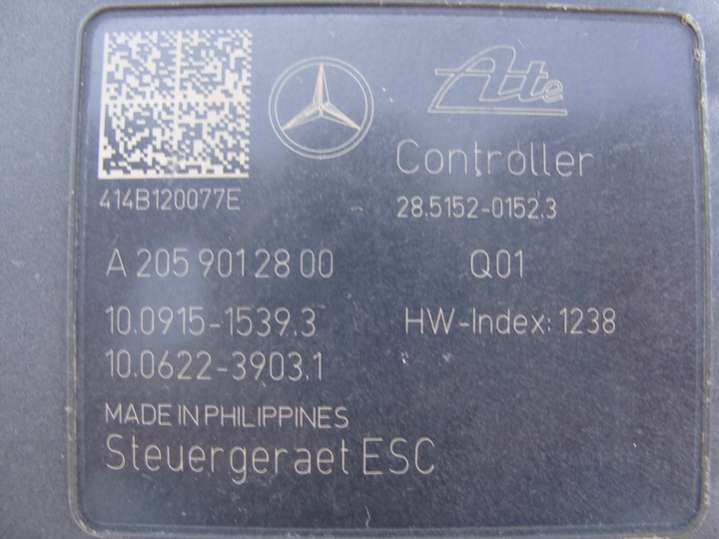 Ate
Controller
414B120077E
28.5152-0152.3
A 205 901 28 00 Q01
10.0915-1539.3 HW-Index: 1238
10.0622-3903.1
MADE IN PHILIPPINES
Steuergeraet ESC